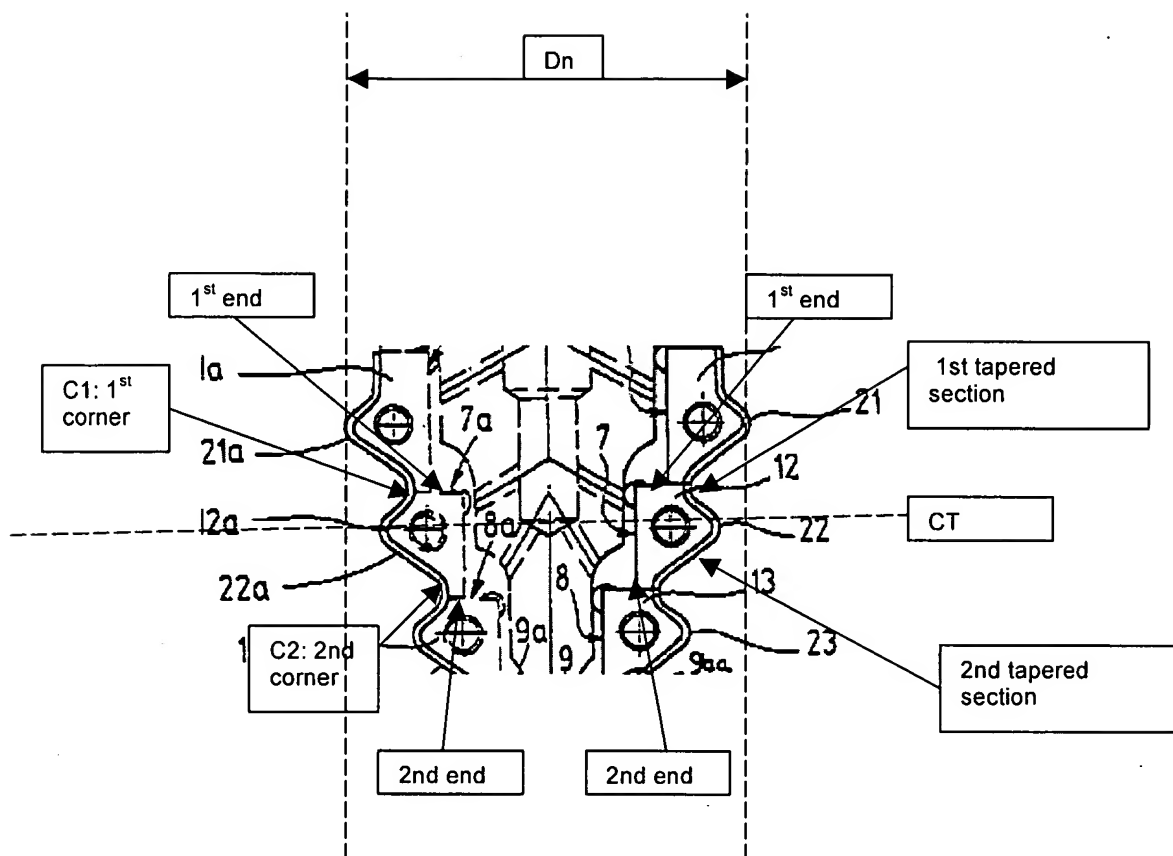 Dn
1st end
1st end
1a
C1: 1st
corner
21a
7a
7
12
21
1st tapered
section
12a
8a
CT
22
22a
8
13
1
C2: 2nd
corner
9a
9
9aa
23
2nd tapered
section
2nd end
2nd end